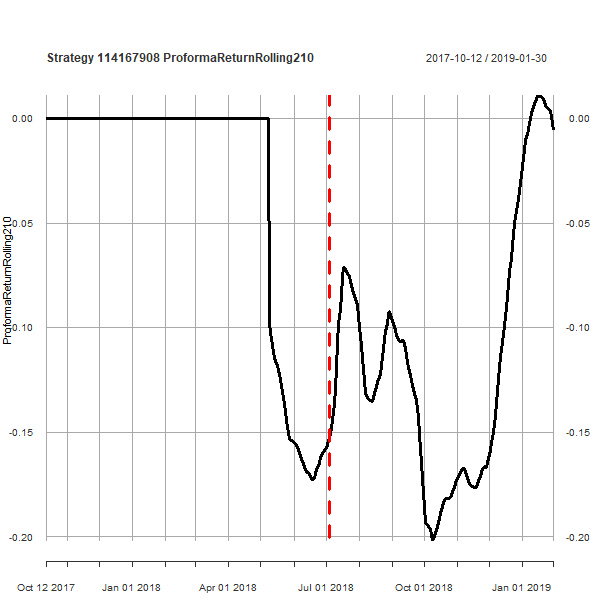 Strategy 114167908 ProformaReturnRolling210
2017-10-12 / 2019-01-30
ProformaReturnRolling210
0.00 0.00
-0.05 -0.05
-0.10 -0.10
-0.15 -0.15
-0.20 -0.20
Oct 12 2017 Jan 01 2018 Apr 01 2018 Jul 01 2018 Oct 01 2018 Jan 01 2019